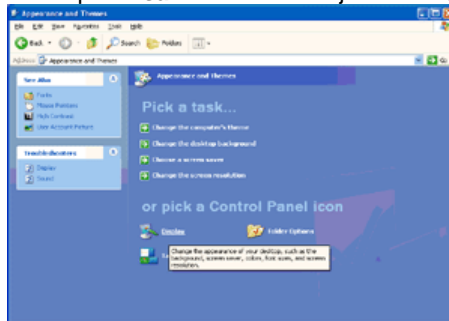 Appearance and Themes
File Edit View Favorites Tools Help
Back Search Folders
Address Appearance and Themes Go
See Also
Fonts
Mouse Pointers
High Contrast
User Account Picture
Troubleshooters
Display
Sound
Appearance and Themes
Pick a task...
Change the computer's theme
Change the desktop background
Choose a screen saver
Change the screen resolution
or pick a Control Panel icon
Display Folder Options
Change the appearance of your desktop, such as the
background, screen saver, colors, font sizes, and screen
resolution.